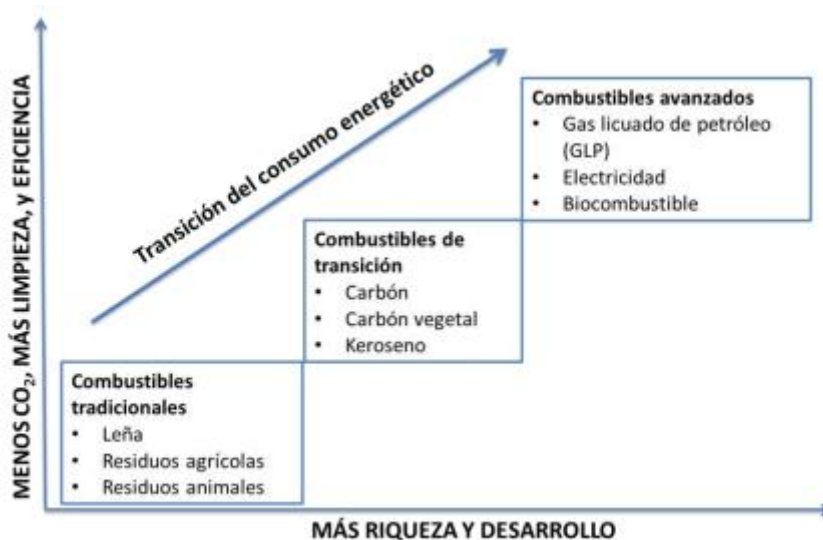 MENOS CO₂, MÁS LIMPIEZA, y EFICIENCIA
Transición del consumo energético
Combustibles avanzados
• Gas licuado de petróleo
(GLP)
• Electricidad
• Biocombustible
Combustibles de
transición
• Carbón
• Carbón vegetal
• Keroseno
Combustibles
tradicionales
• Leña
• Residuos agrícolas
• Residuos animales
MÁS RIQUEZA Y DESARROLLO